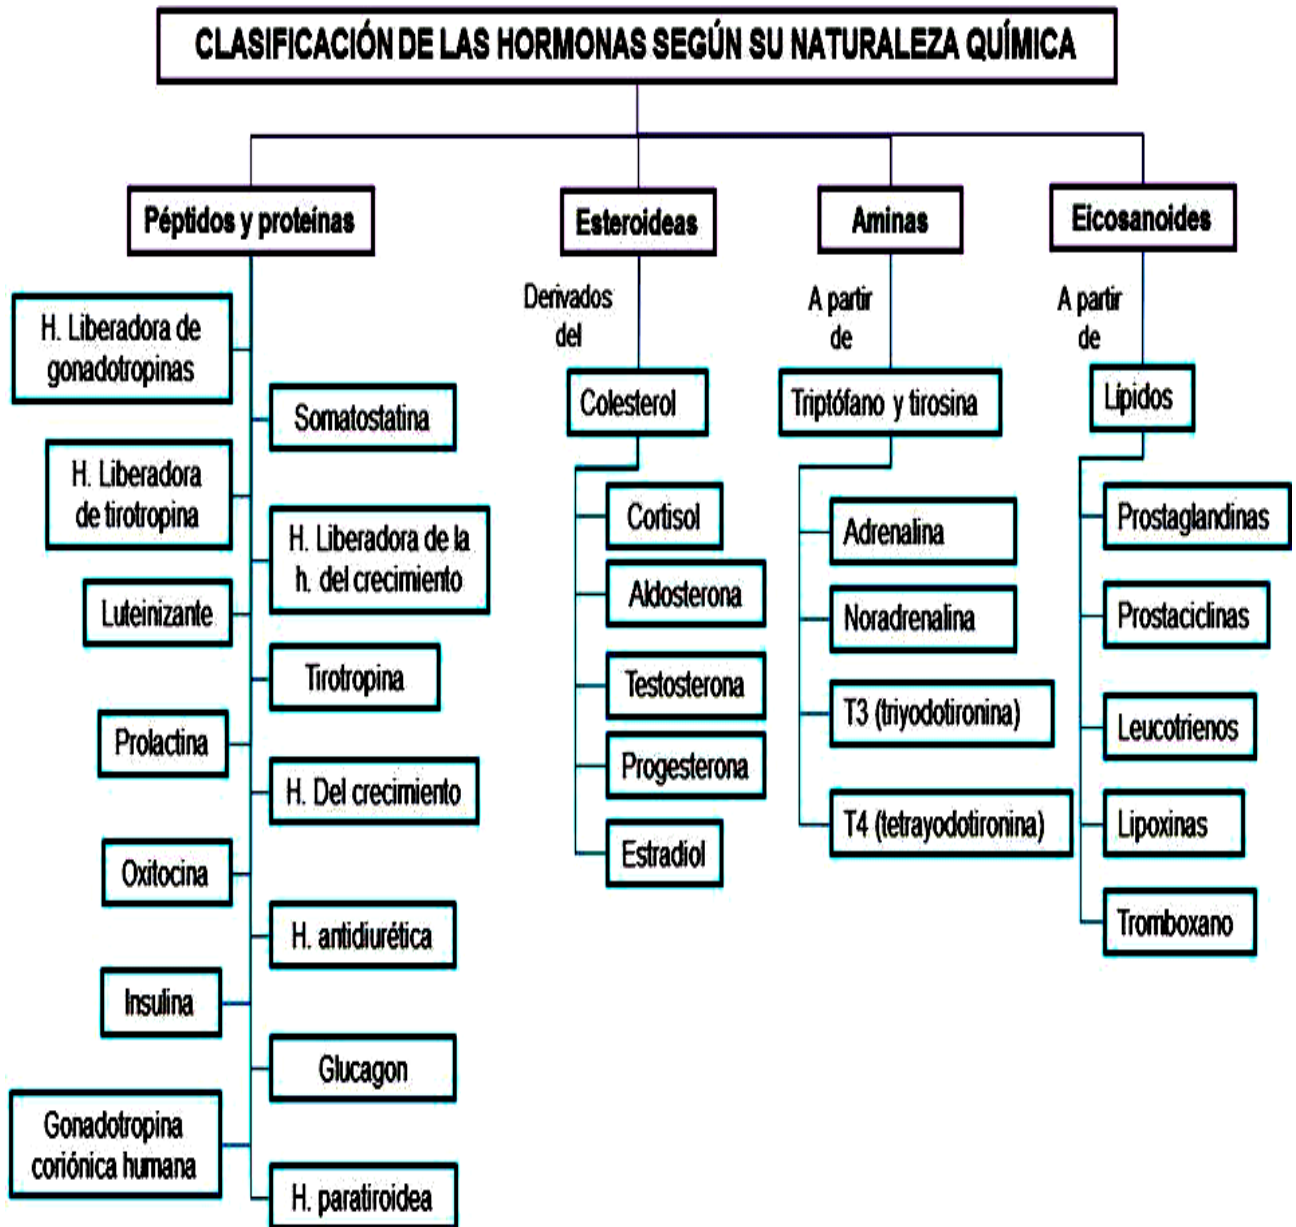 CLASIFICACIÓN DE LAS HORMONAS SEGÚN SU NATURALEZA QUÍMICA
Péptidos y proteínas
H. Liberadora de
gonadotropinas
Somatostatina
H. Liberadora
de tirotropina
H. Liberadora de la
h. del crecimiento
Luteinizante
Tirotropina
Prolactina
H. Del crecimiento
Oxitocina
H. antidiurética
Insulina
Glucagon
Gonadotropina
coriónica humana
H. paratiroidea
Esteroideas
Derivados
del
Colesterol
Cortisol
Aldosterona
Testosterona
Progesterona
Estradiol
Aminas
A partir
de
Triptófano y tirosina
Adrenalina
Noradrenalina
T3 (triyodotironina)
T4 (tetrayodotironina)
Eicosanoides
A partir
de
Lípidos
Prostaglandinas
Prostaciclinas
Leucotrienos
Lipoxinas
Tromboxano